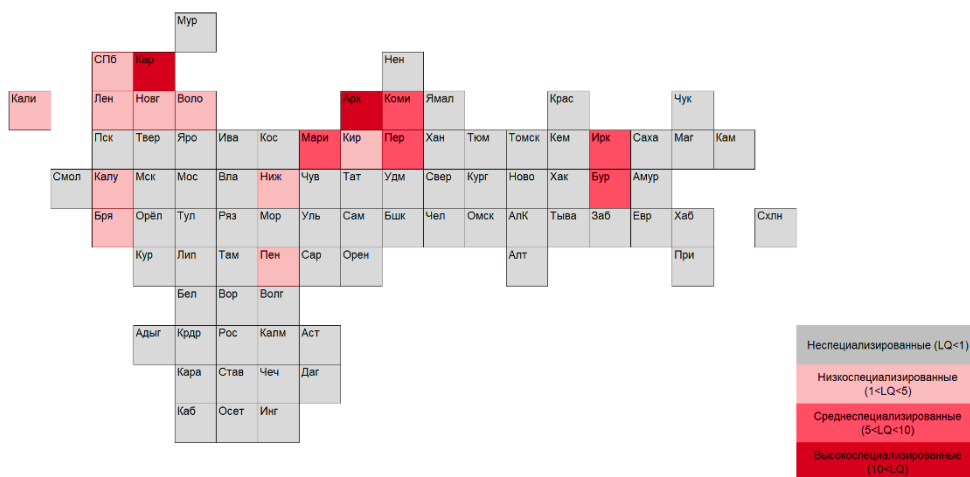 Мур
СПб Кар Нен
Кали Лен Новг Воло Арх Коми Ямал Крас Чук
Пск Твер Яро Ива Кос Мари Кир Пер Хан Тюм Томск Кем Ирк Саха Маг Кам
Смол Калу Мск Мос Вла Ниж Чув Тат Удм Свер Кург Ново Хак Бур Амур
Бря Орёл Тул Ряз Мор Уль Сам Бшк Чел Омск АлК Тыва Заб Евр Хаб Схлн
Кур Лип Там Пен Сар Орен Алт При
Бел Вор Волг
Адыг Крдр Рос Калм Аст
Кара Став Чеч Даг
Каб Осет Инг
Неспециализированные (LQ<1)
Низкоспециализированные
(1<LQ<5)
Среднеспециализированные
(5<LQ<10)
Высокоспециализированные
(10<LQ)